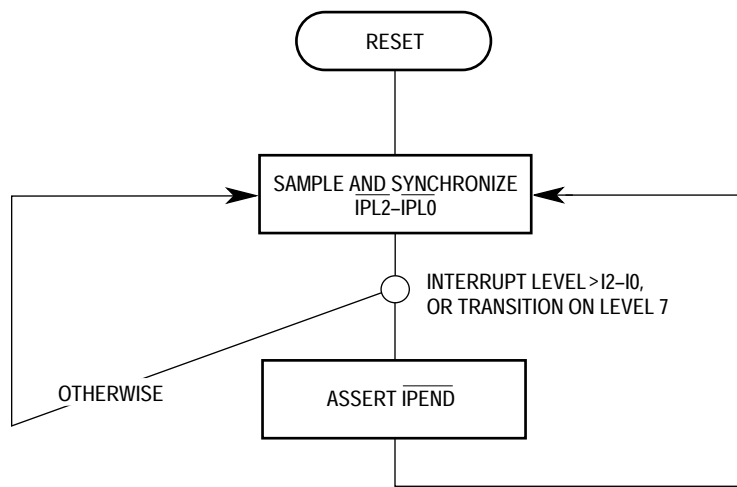 RESET
SAMPLE AND SYNCHRONIZE
IPL2–IPL0
INTERRUPT LEVEL > I2–I0,
OR TRANSITION ON LEVEL 7
OTHERWISE
ASSERT IPEND